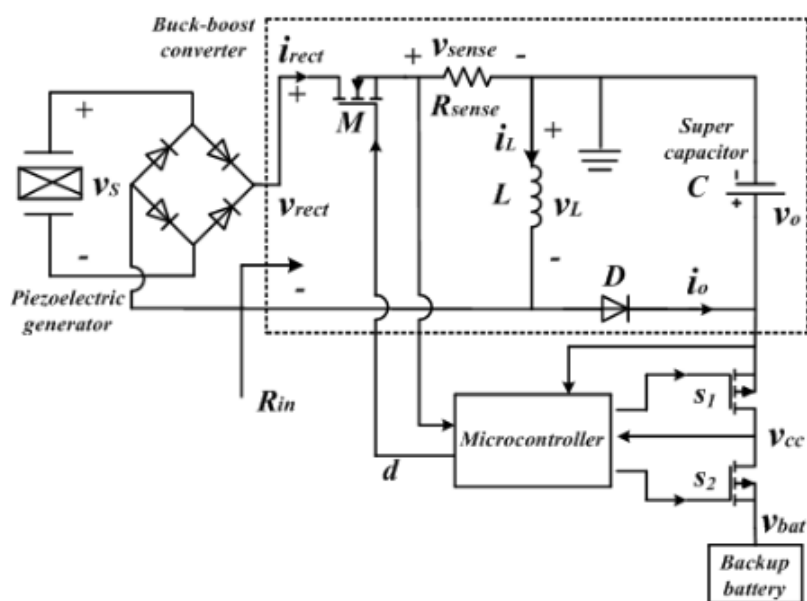 Buck-boost
converter
i_rect
+ v_sense -
+
M
R_sense
+
v_S
-
Piezoelectric
generator
v_rect
-
R_in
i_L
+
L
v_L
-
Super
capacitor
C
-
+
v_o
D
i_o
Microcontroller
d
s_1
v_cc
s_2
v_bat
Backup
battery